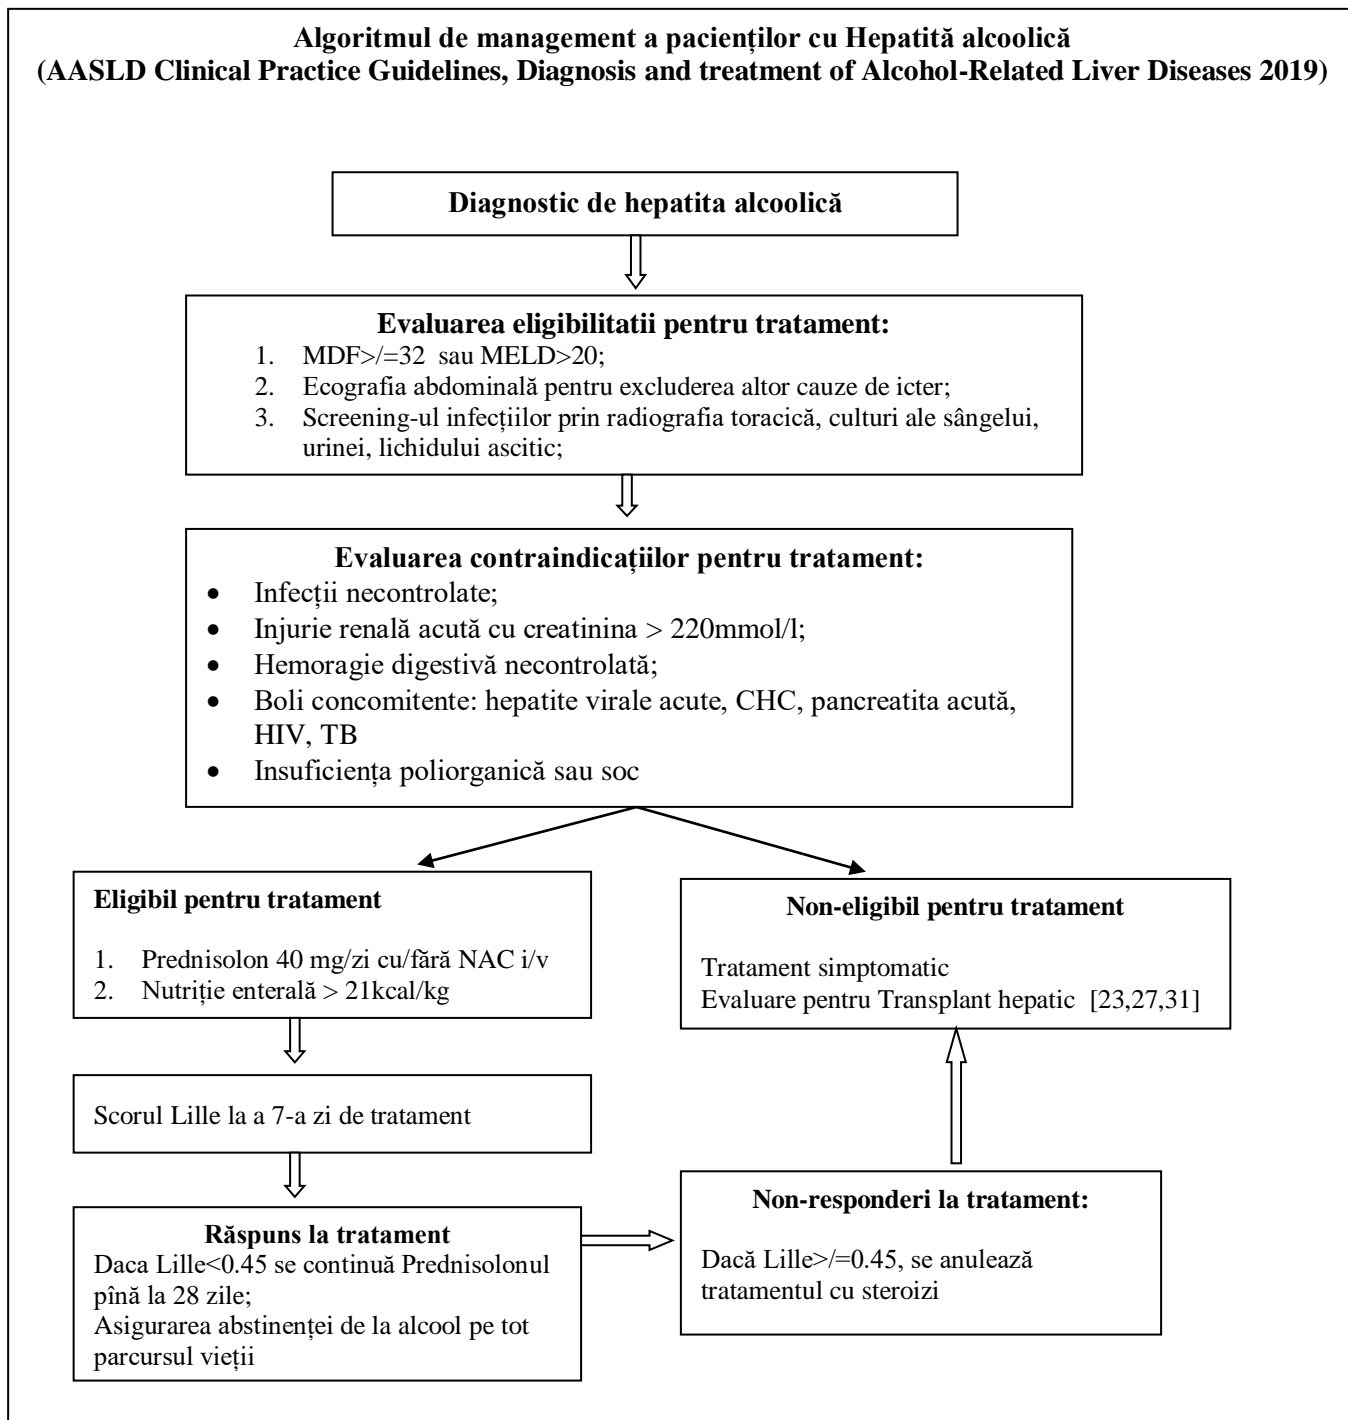 Algoritmul de management a pacienților cu Hepatită alcoolică
(AASLD Clinical Practice Guidelines, Diagnosis and treatment of Alcohol-Related Liver Diseases 2019)
Diagnostic de hepatita alcoolică
Evaluarea eligibilitatii pentru tratament:
1. MDF>/=32 sau MELD>20;
2. Ecografia abdominală pentru excluderea altor cauze de icter;
3. Screening-ul infecțiilor prin radiografia toracică, culturi ale sângelui,
urinei, lichidului ascitic;
Evaluarea contraindicațiilor pentru tratament:
• Infecții necontrolate;
• Injurie renală acută cu creatinina > 220mmol/l;
• Hemoragie digestivă necontrolată;
• Boli concomitente: hepatite virale acute, CHC, pancreatita acută,
HIV, TB
• Insuficiența poliorganică sau soc
Eligibil pentru tratament
1. Prednisolon 40 mg/zi cu/fără NAC i/v
2. Nutriție enterală > 21kcal/kg
Non-eligibil pentru tratament
Tratament simptomatic
Evaluare pentru Transplant hepatic [23,27,31]
Scorul Lille la a 7-a zi de tratament
Răspuns la tratament
Daca Lille<0.45 se continuă Prednisolonul
pînă la 28 zile;
Asigurarea abstinenței de la alcool pe tot
parcursul vieții
Non-responderi la tratament:
Dacă Lille>/=0.45, se anulează
tratamentul cu steroizi